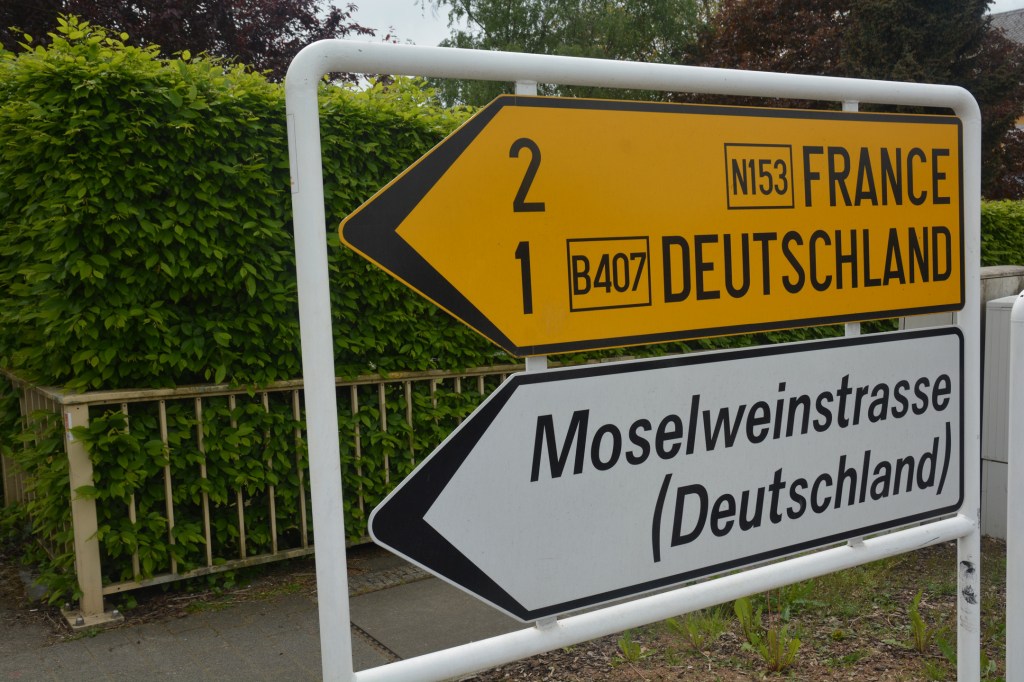 2 N153 FRANCE
1 B407 DEUTSCHLAND
Moselweinstrasse
(Deutschland)